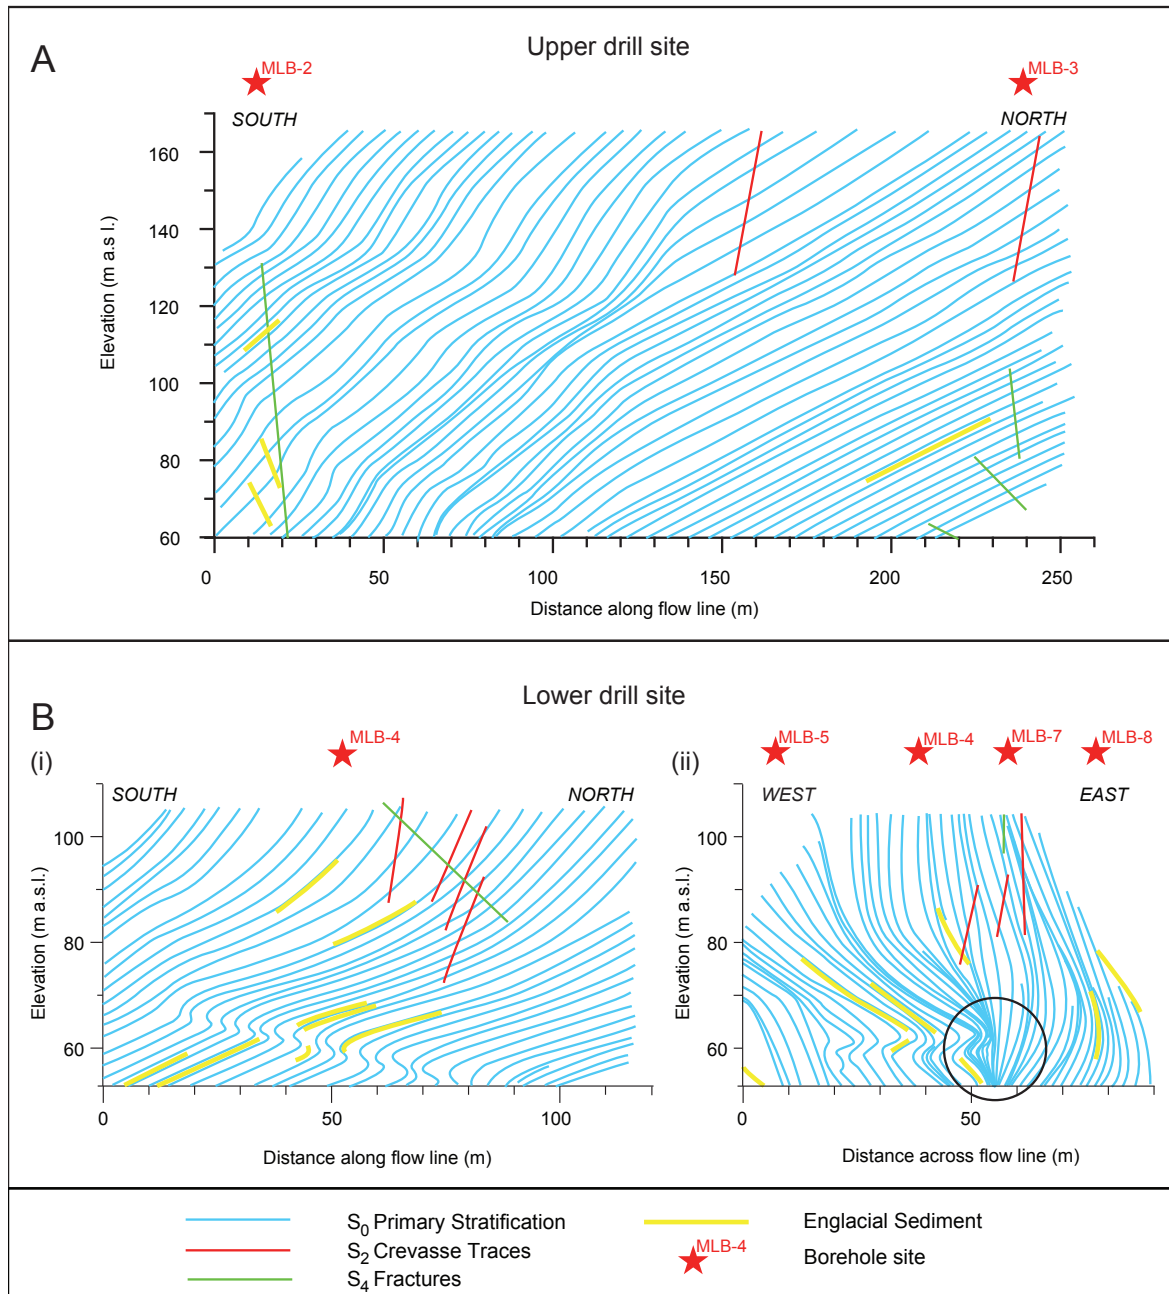 A
Upper drill site
MLB-2
MLB-3
SOUTH
NORTH
Elevation (m a.s l.)
160
140
120
100
80
60
0
50
100
150
200
250
Distance along flow line (m)
B
Lower drill site
(i)
MLB-4
SOUTH
NORTH
Elevation (m a.s.l.)
100
80
60
0
50
100
Distance along flow line (m)
(ii)
MLB-5
MLB-4
MLB-7
MLB-8
WEST
EAST
Elevation (m a.s.l.)
100
80
60
0
50
Distance across flow line (m)
S0 Primary Stratification
S2 Crevasse Traces
S4 Fractures
Englacial Sediment
MLB-4
Borehole site